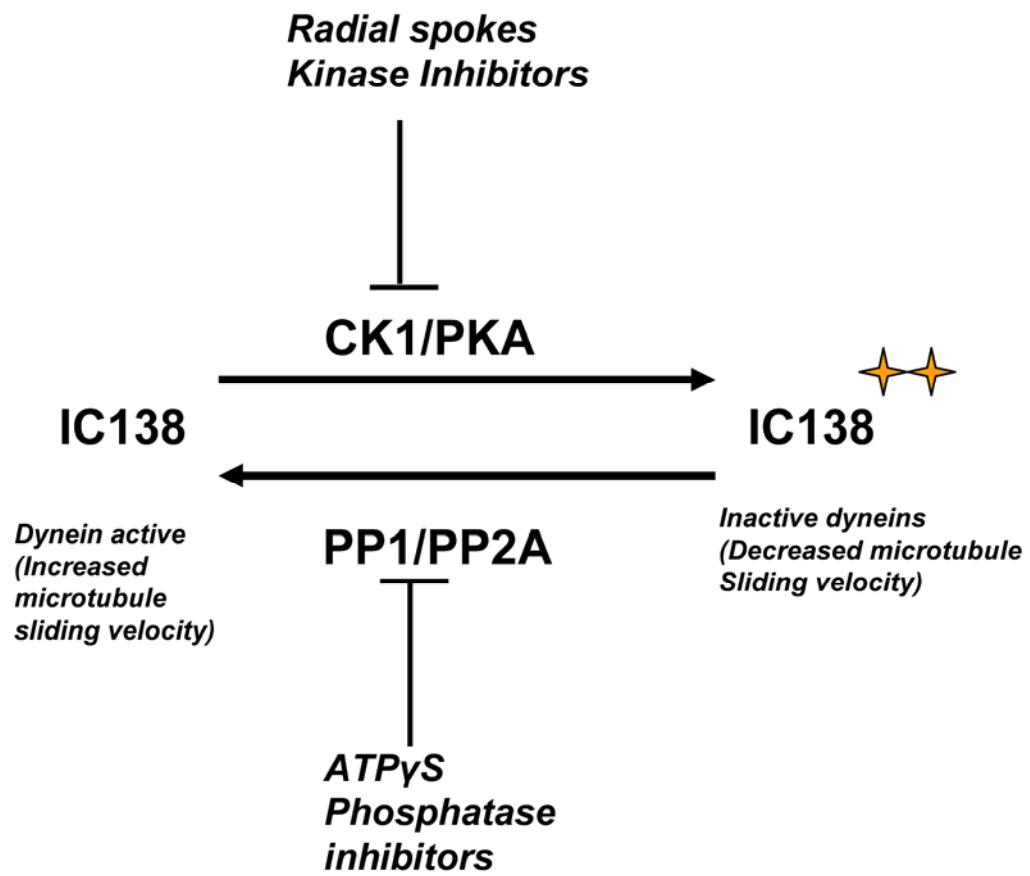 Radial spokes
Kinase Inhibitors
CK1/PKA
IC138
IC138
Dynein active
(Increased
microtubule
sliding velocity)
PP1/PP2A
Inactive dyneins
(Decreased microtubule
Sliding velocity)
ATPγS
Phosphatase
inhibitors